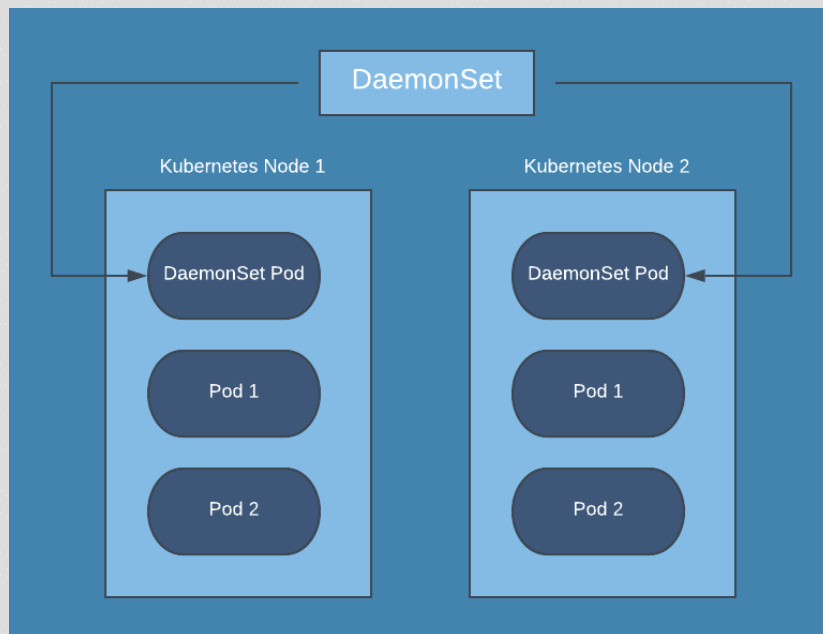 DaemonSet
Kubernetes Node 1
DaemonSet Pod
Pod 1
Pod 2
Kubernetes Node 2
DaemonSet Pod
Pod 1
Pod 2